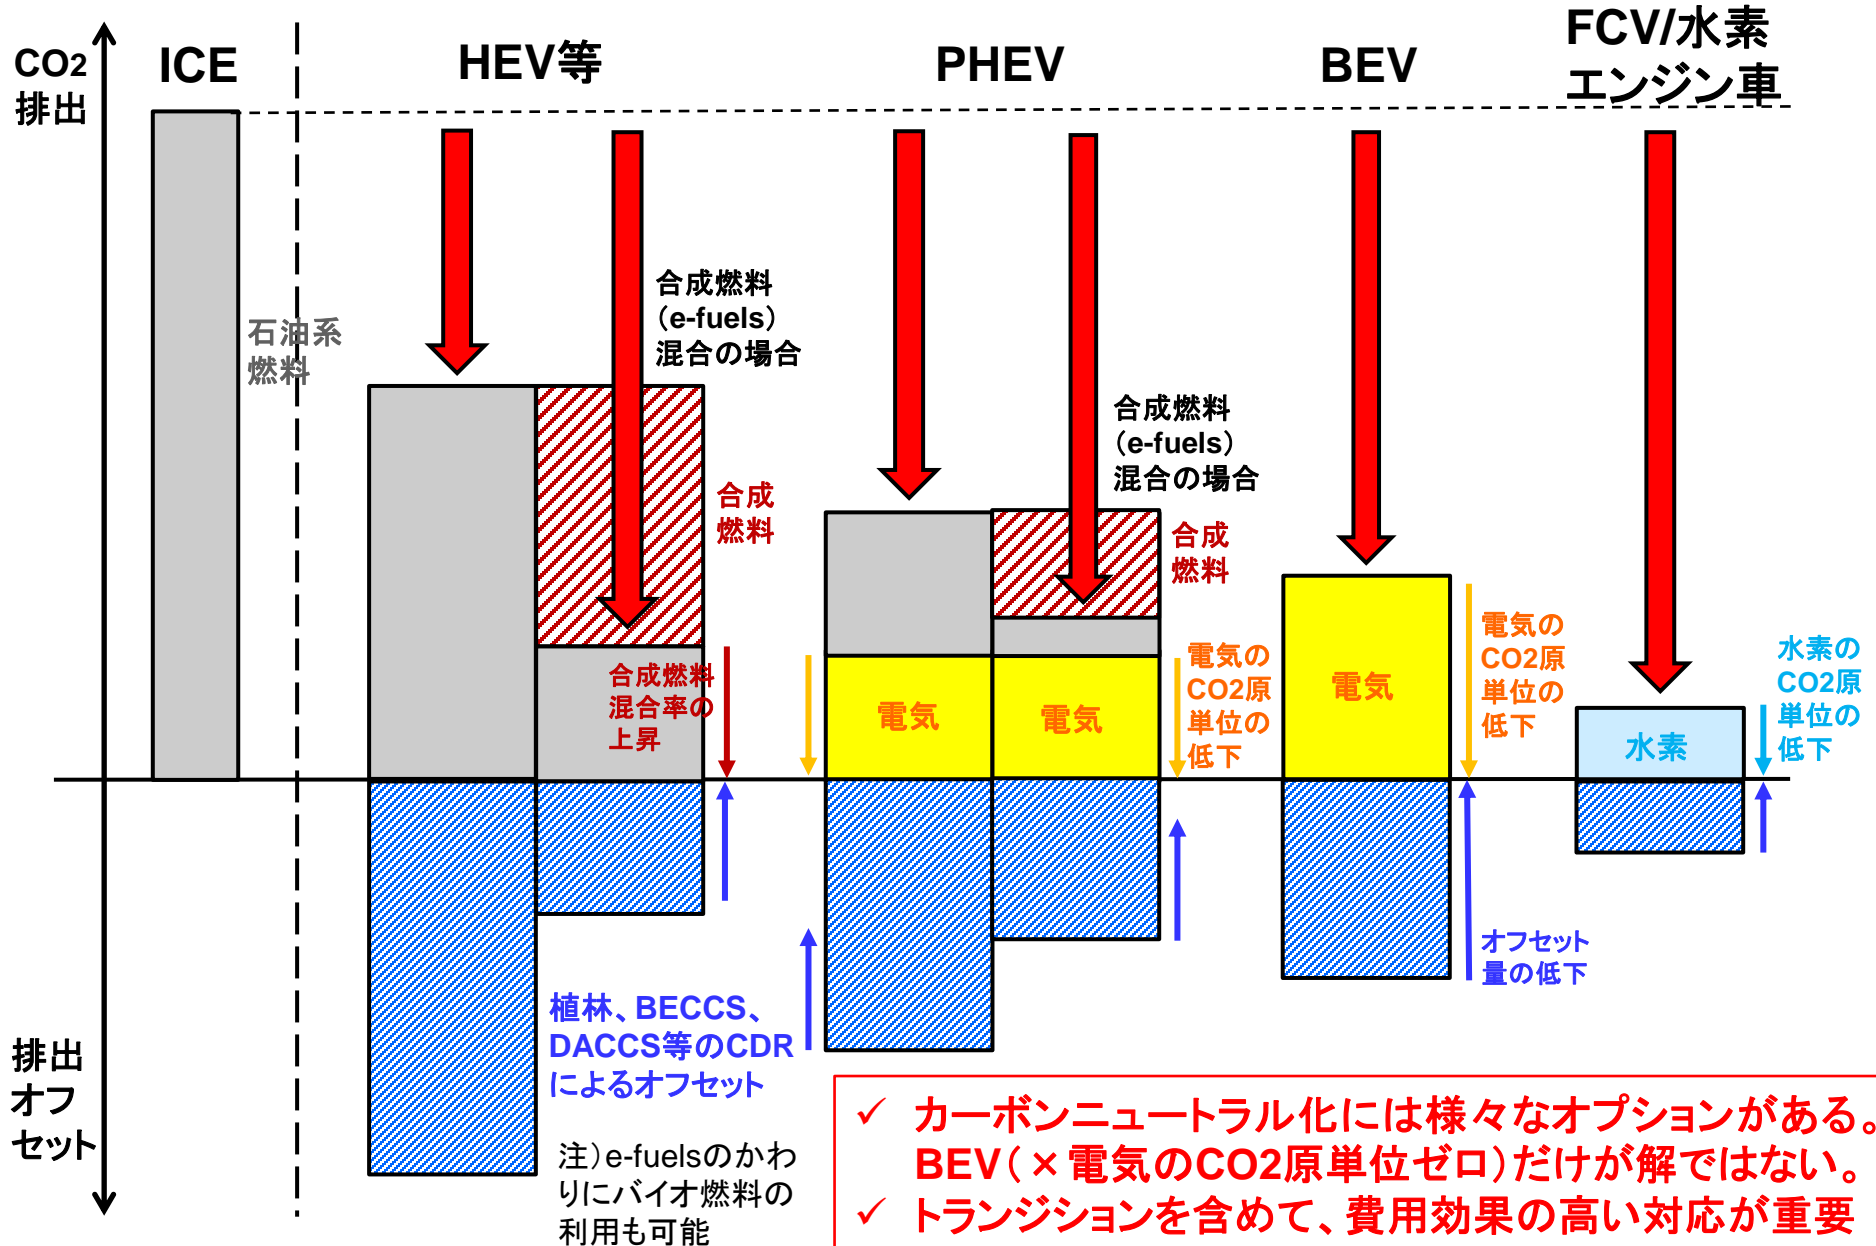 CO2
排出
ICE
HEV等
PHEV
BEV
FCV/水素
エンジン車
石油系
燃料
合成燃料
（e-fuels）
混合の場合
合成
燃料
合成燃料
混合率の
上昇
合成燃料
（e-fuels）
混合の場合
合成
燃料
電気
電気
電気の
CO2原
単位の
低下
電気
電気の
CO2原
単位の
低下
水素
水素の
CO2原
単位の
低下
オフセット
量の低下
植林、BECCS、
DACCS等のCDR
によるオフセット
排出
オフ
セット
注）e-fuelsのかわ
りにバイオ燃料の
利用も可能
✓ カーボンニュートラル化には様々なオプションがある。
BEV（×電気のCO2原単位ゼロ）だけが解ではない。
✓ トランジションを含めて、費用効果の高い対応が重要